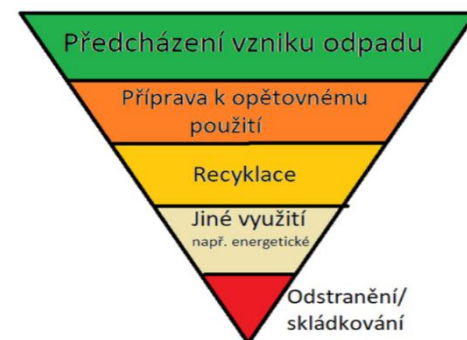 Předcházení vzniku odpadu
Příprava k opětovnému
použití
Recyklace
Jiné využití
např. energetické
Odstranění/
skládkování